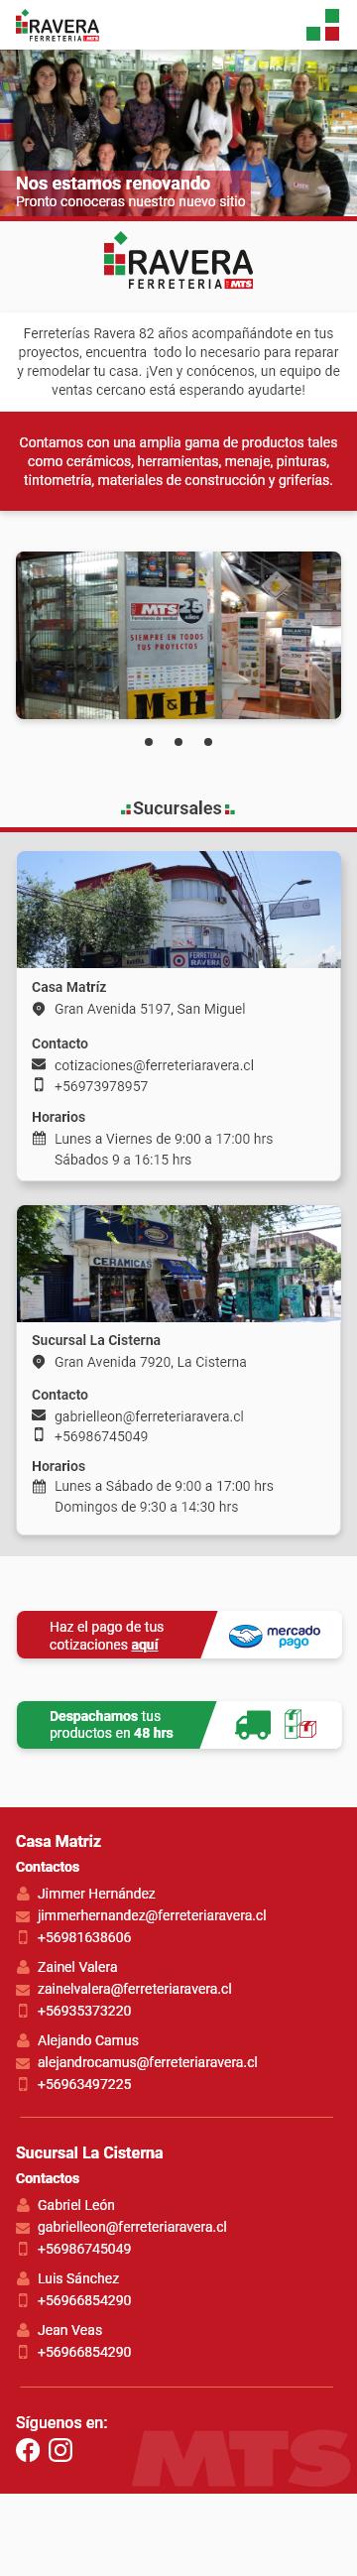 RAVERA
FERRETERIA MTS
Nos estamos renovando
Pronto conoceras nuestro nuevo sitio
RAVERA
FERRETERIA MTS
Ferreterías Ravera 82 años acompañándote en tus
proyectos, encuentra todo lo necesario para reparar
y remodelar tu casa. ¡Ven y conócenos, un equipo de
ventas cercano está esperando ayudarte!
Contamos con una amplia gama de productos tales
como cerámicos, herramientas, menaje, pinturas,
tintometría, materiales de construcción y griferías.
MTS 25
SIEMPRE EN TODOS
TUS PROYECTOS
M&H
Sucursales
FERRETERIA
RAVERA
Casa Matríz
Gran Avenida 5197, San Miguel
Contacto
cotizaciones@ferreteriaravera.cl
+56973978957
Horarios
Lunes a Viernes de 9:00 a 17:00 hrs
Sábados 9 a 16:15 hrs
CERAMICAS
Sucursal La Cisterna
Gran Avenida 7920, La Cisterna
Contacto
gabrielleon@ferreteriaravera.cl
+56986745049
Horarios
Lunes a Sábado de 9:00 a 17:00 hrs
Domingos de 9:30 a 14:30 hrs
Haz el pago de tus
cotizaciones aquí
mercado
pago
Despachamos tus
productos en 48 hrs
Casa Matriz
Contactos
Jimmer Hernández
jimmerhernandez@ferreteriaravera.cl
+56981638606
Zainel Valera
zainelvalera@ferreteriaravera.cl
+56935373220
Alejando Camus
alejandrocamus@ferreteriaravera.cl
+56963497225
Sucursal La Cisterna
Contactos
Gabriel León
gabrielleon@ferreteriaravera.cl
+56986745049
Luis Sánchez
+56966854290
Jean Veas
+56966854290
Síguenos en:
MTS